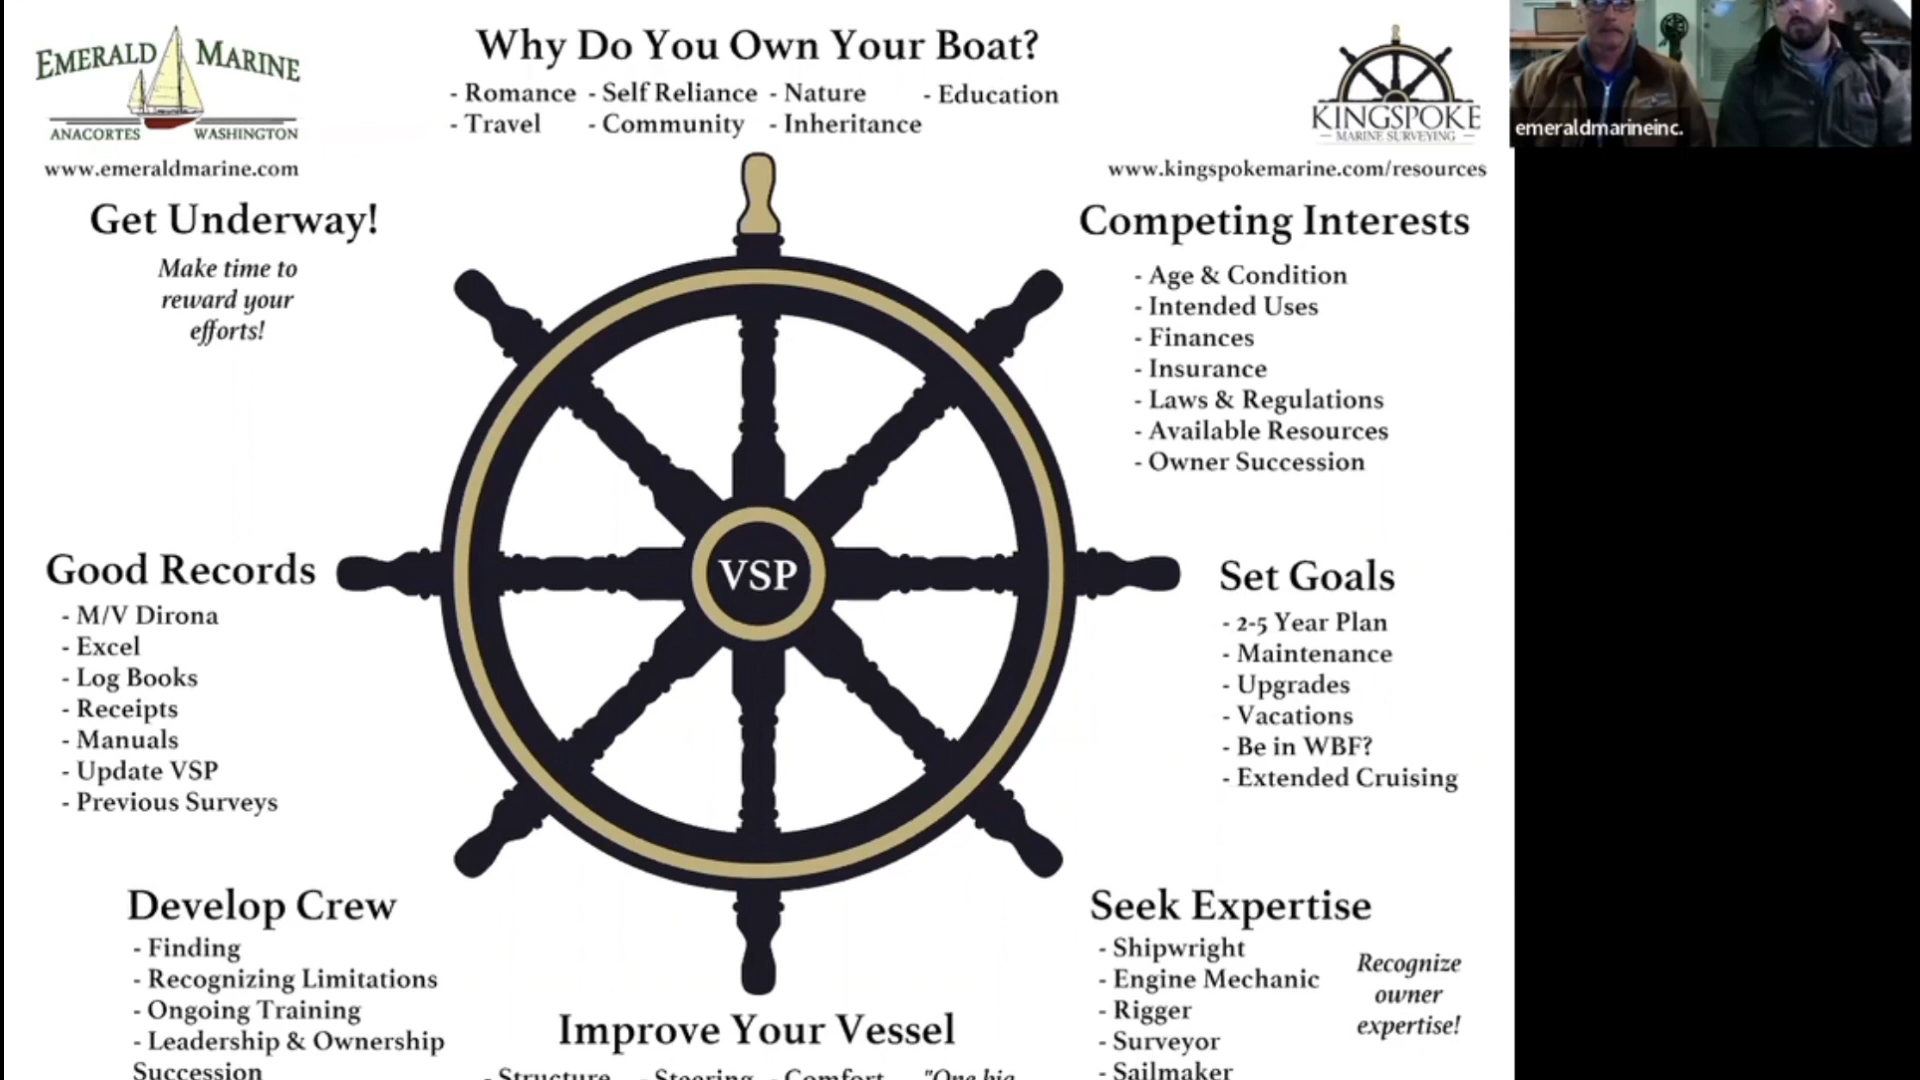 EMERALD MARINE
ANACORTES WASHINGTON
www.emeraldmarine.com
Why Do You Own Your Boat?
- Romance - Self Reliance - Nature - Education
- Travel - Community - Inheritance
KINGSPOKE
MARINE SURVEYING
www.kingspokemarine.com/resources
emeraldmarineinc.
Get Underway!
Make time to
reward your
efforts!
Competing Interests
- Age & Condition
- Intended Uses
- Finances
- Insurance
- Laws & Regulations
- Available Resources
- Owner Succession
VSP
Good Records
- M/V Dirona
- Excel
- Log Books
- Receipts
- Manuals
- Update VSP
- Previous Surveys
Set Goals
- 2-5 Year Plan
- Maintenance
- Upgrades
- Vacations
- Be in WBF?
- Extended Cruising
Develop Crew
- Finding
- Recognizing Limitations
- Ongoing Training
- Leadership & Ownership
Succession
Improve Your Vessel
- Structure - Steering - Comfort "One big
Seek Expertise
- Shipwright
- Engine Mechanic
- Rigger
- Surveyor
- Sailmaker
Recognize
owner
expertise!